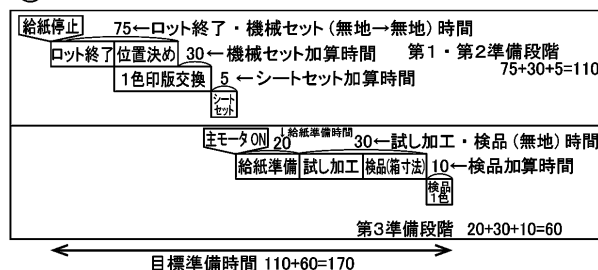 給紙停止
75←ロット終了・機械セット(無地→無地)時間
ロット終了 位置決め 30←機械セット加算時間 第1・第2準備段階
75+30+5=110
1色印版交換 5←シートセット加算時間
シート
セット
主モータON 20 ↓給紙準備時間 30←試し加工・検品(無地)時間
給紙準備 試し加工 検品(箱寸法) 10←検品加算時間
検品
1色
第3準備段階 20+30+10=60
目標準備時間 110+60=170